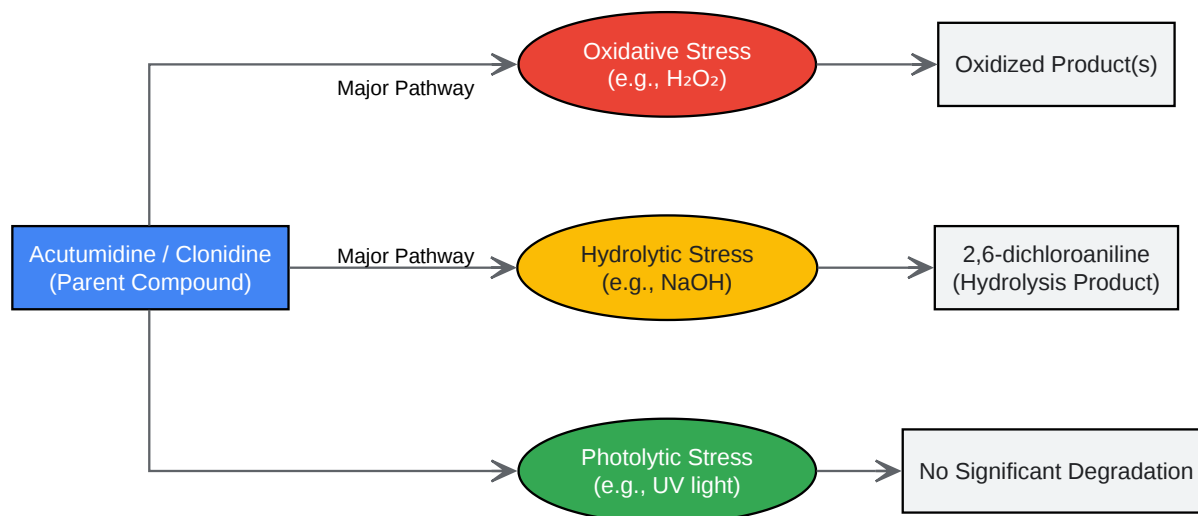 Oxidative Stress
(e.g., H₂O₂)
Oxidized Product(s)
Major Pathway
Acutumidine / Clonidine
(Parent Compound)
Major Pathway
Hydrolytic Stress
(e.g., NaOH)
2,6-dichloroaniline
(Hydrolysis Product)
Photolytic Stress
(e.g., UV light)
No Significant Degradation